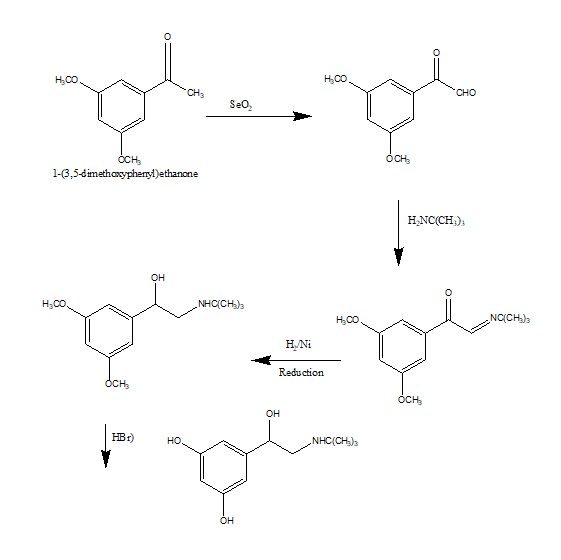 O
O
H₃CO
CH₃
SeO₂
H₃CO
CHO
OCH₃
OCH₃
1-(3,5-dimethoxyphenyl)ethanone
H₂NC(CH₃)₃
OH
H₃CO
NHC(CH₃)₃
O
H₃CO
NC(CH₃)₃
H₂/Ni
Reduction
OCH₃
OCH₃
OH
HBr)
HO
NHC(CH₃)₃
OH